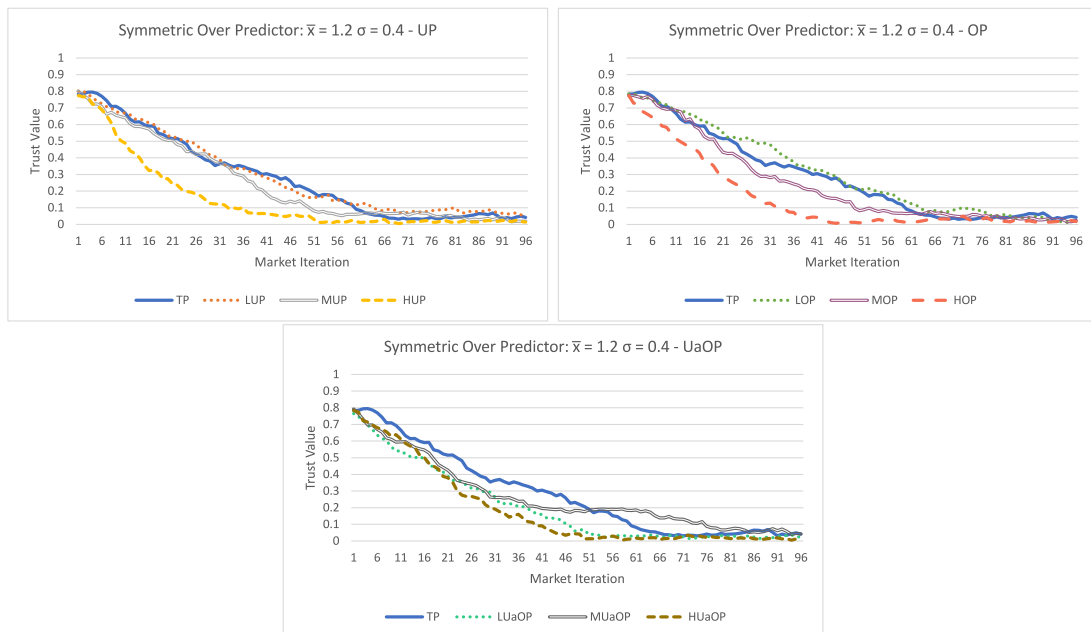 Symmetric Over Predictor: x̅ = 1.2 σ = 0.4 - UP
1
0.9
0.8
0.7
0.6
0.5
0.4
0.3
0.2
0.1
0
Trust Value
1 6 11 16 21 26 31 36 41 46 51 56 61 66 71 76 81 86 91 96
Market Iteration
TP LUP MUP HUP
Symmetric Over Predictor: x̅ = 1.2 σ = 0.4 - OP
1
0.9
0.8
0.7
0.6
0.5
0.4
0.3
0.2
0.1
0
Trust Value
1 6 11 16 21 26 31 36 41 46 51 56 61 66 71 76 81 86 91 96
Market Iteration
TP LOP MOP HOP
Symmetric Over Predictor: x̅ = 1.2 σ = 0.4 - UaOP
1
0.9
0.8
0.7
0.6
0.5
0.4
0.3
0.2
0.1
0
Trust Value
1 6 11 16 21 26 31 36 41 46 51 56 61 66 71 76 81 86 91 96
Market Iteration
TP LUaOP MUaOP HUaOP